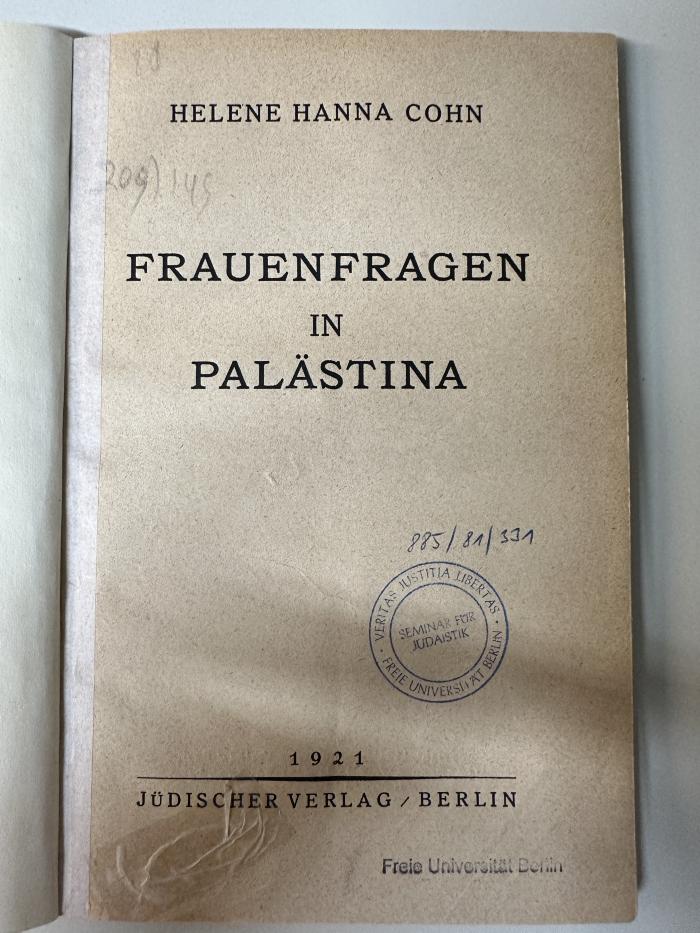 HELENE HANNA COHN
209) 145
FRAUENFRAGEN
IN
PALÄSTINA
885/81/331
VERITAS JUSTITIA LIBERTAS
SEMINAR FÜR
JUDAISTIK
FREIE UNIVERSITÄT BERLIN
1921
JÜDISCHER VERLAG / BERLIN
Freie Universität Berlin